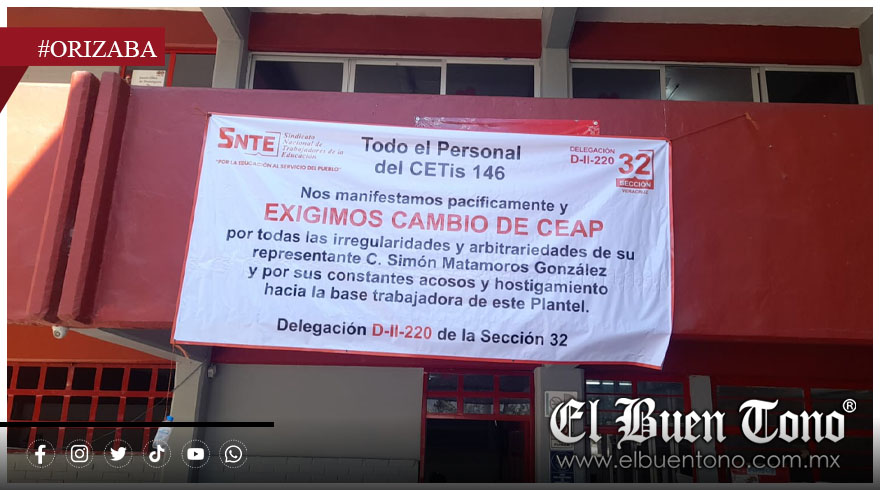 #ORIZABA
SNTE
Sindicato
Nacional de
Trabajadores de la
Educación
"POR LA EDUCACIÓN AL SERVICIO DEL PUEBLO"
Todo el Personal
del CETis 146
DELEGACIÓN
D-II-220
32
SECCIÓN
VERACRUZ
Nos manifestamos pacíficamente y
EXIGIMOS CAMBIO DE CEAP
por todas las irregularidades y arbitrariedades de su
representante C. Simón Matamoros González
y por sus constantes acosos y hostigamiento
hacia la base trabajadora de este Plantel.
Delegación D-II-220 de la Sección 32
El Buen Tono®
www.elbuentono.com.mx